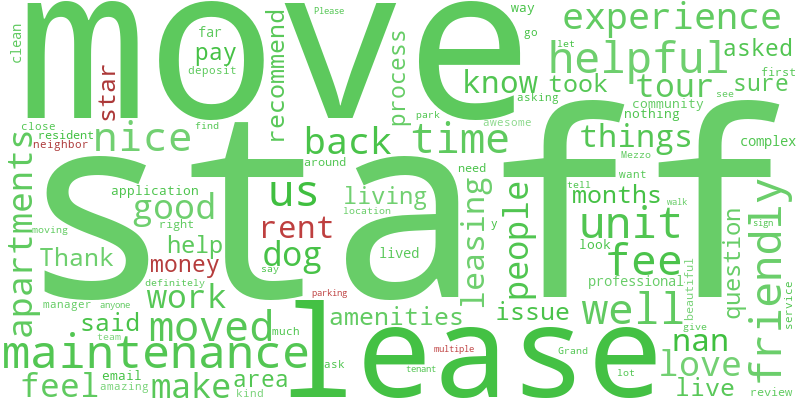 move
experience
way
Please
far
go
clean
pay
deposit
recommend
process
star
helpful
asked
know
took
tour
sure
let
first
asking
community
see
nothing
park
awesome
close
resident
neighbor
find
nice
back
time
things
complex
apartments
around
Mezzo
staff
application
good
right
us
living
location
need
want
tell
months
walk
moving
rent
leasing
people
y
unit
look
sign
friendly
question
Thank
help
dog
lived
fee
money
say
definitely
professional
beautiful
service
manager
anyone
work
parking
said
team
moved
much
amenities
issue
well
give
lease
maintenance
multiple
Grand
nan
love
feel
email
amazing
make
area
kind
ask
tenant
lot
live
review